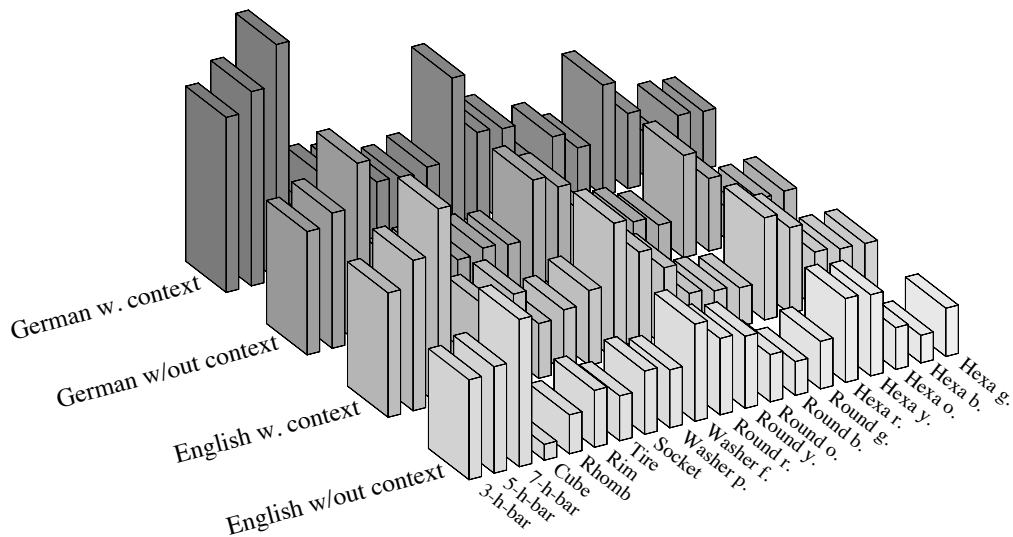 German w. context
German w/out context
English w. context
English w/out context
3-h-bar
5-h-bar
7-h-bar
Cube
Rhomb
Rim
Tire
Socket
Washer p.
Washer f.
Round r.
Round y.
Round o.
Round b.
Round g.
Hexa r.
Hexa y.
Hexa o.
Hexa b.
Hexa g.